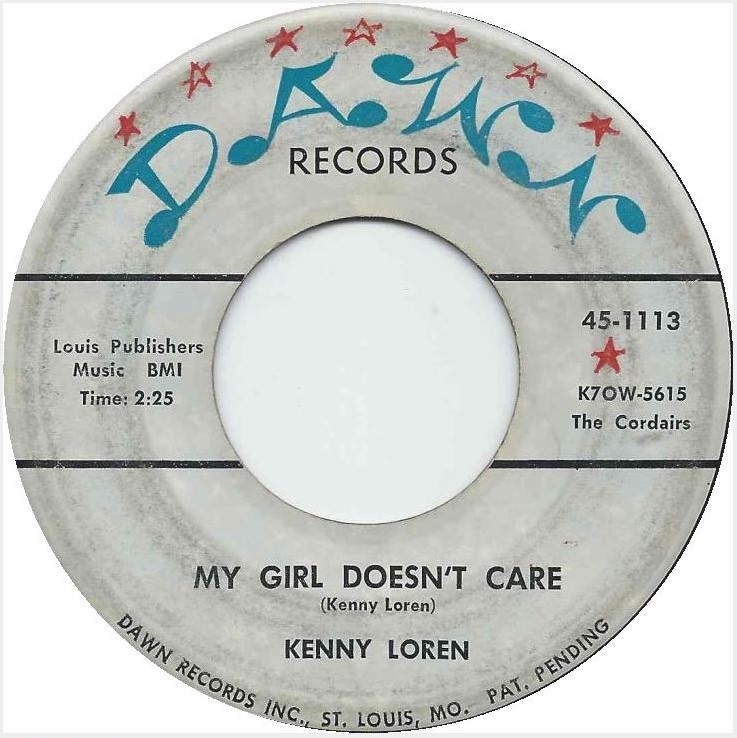 DAWN
RECORDS
Louis Publishers
Music BMI
Time: 2:25
45-1113
K7OW-5615
The Cordairs
MY GIRL DOESN'T CARE
(Kenny Loren)
KENNY LOREN
DAWN RECORDS INC., ST. LOUIS, MO. PAT. PENDING